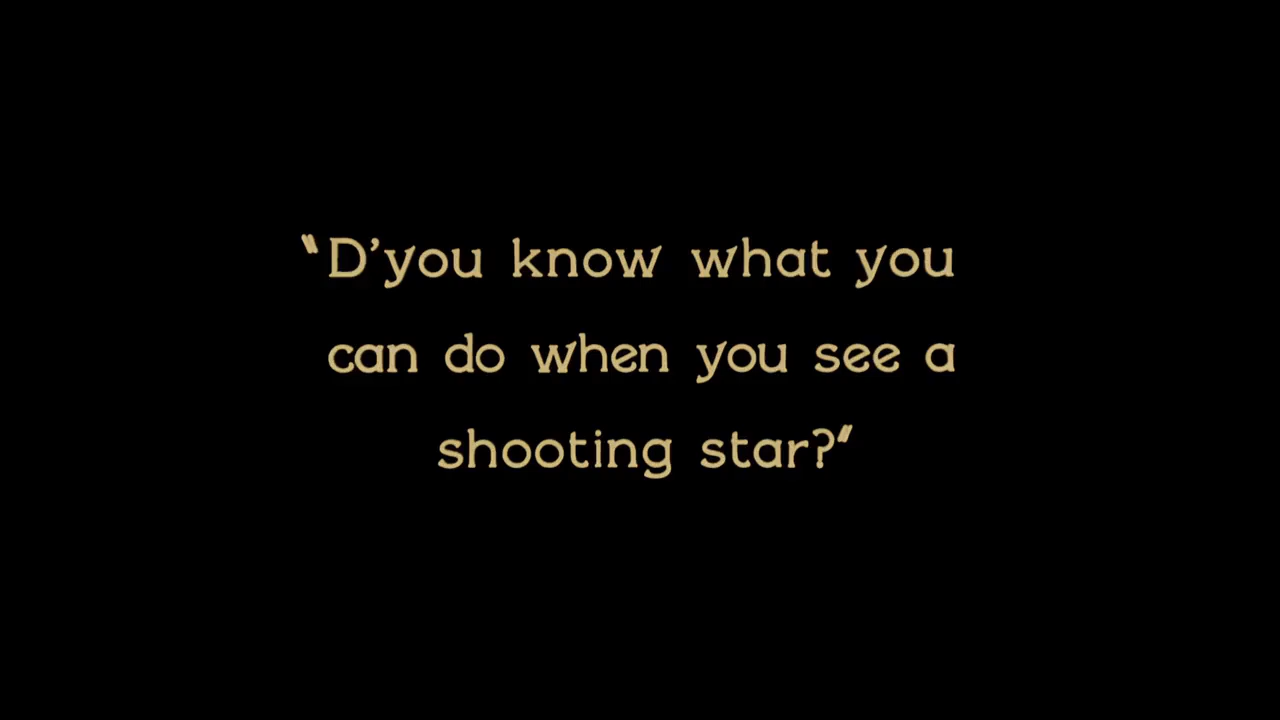 “D’you know what you
can do when you see a
shooting star?”